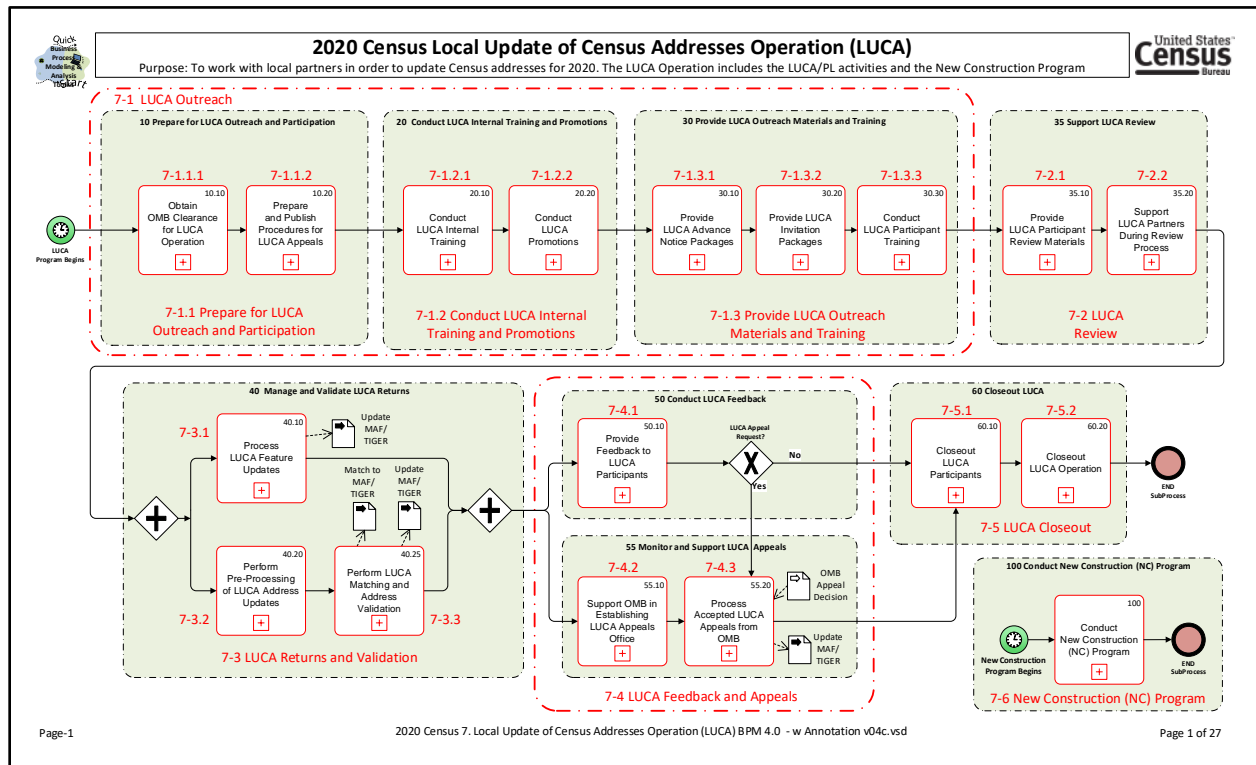 Quick
Business
Process
Modeling &
Analysis
Start
2020 Census Local Update of Census Addresses Operation (LUCA)
Purpose: To work with local partners in order to update Census addresses for 2020. The LUCA Operation includes the LUCA/PL activities and the New Construction Program
United States®
Census
Bureau
7-1 LUCA Outreach
10 Prepare for LUCA Outreach and Participation
20 Conduct LUCA Internal Training and Promotions
30 Provide LUCA Outreach Materials and Training
35 Support LUCA Review
LUCA
Program Begins
7-1.1.1
10.10
Obtain
OMB Clearance
for LUCA
Operation
7-1.1.2
10.20
Prepare
and Publish
Procedures for
LUCA Appeals
7-1.2.1
20.10
Conduct
LUCA Internal
Training
7-1.2.2
20.20
Conduct
LUCA
Promotions
7-1.3.1
30.10
Provide
LUCA Advance
Notice Packages
7-1.3.2
30.20
Provide LUCA
Invitation
Packages
7-1.3.3
30.30
Conduct
LUCA Participant
Training
7-2.1
35.10
Provide
LUCA Participant
Review Materials
7-2.2
35.20
Support
LUCA Partners
During Review
Process
7-1.1 Prepare for LUCA
Outreach and Participation
7-1.2 Conduct LUCA Internal
Training and Promotions
7-1.3 Provide LUCA Outreach
Materials and Training
7-2 LUCA
Review
40 Manage and Validate LUCA Returns
7-3.1
40.10
Process
LUCA Feature
Updates
Update
MAF/
TIGER
Match to
MAF/
TIGER
Update
MAF/
TIGER
7-3.2
40.20
Perform
Pre-Processing
of LUCA Address
Updates
40.25
Perform LUCA
Matching and
Address
Validation
7-3.3
7-3 LUCA Returns and Validation
50 Conduct LUCA Feedback
7-4.1
50.10
Provide
Feedback to
LUCA
Participants
LUCA Appeal
Request?
X
No
Yes
55 Monitor and Support LUCA Appeals
7-4.2
55.10
Support OMB in
Establishing
LUCA Appeals
Office
7-4.3
55.20
Process
Accepted LUCA
Appeals from
OMB
OMB
Appeal
Decision
Update
MAF/
TIGER
7-4 LUCA Feedback and Appeals
60 Closeout LUCA
7-5.1
60.10
Closeout
LUCA
Participants
7-5.2
60.20
Closeout
LUCA Operation
END
SubProcess
7-5 LUCA Closeout
100 Conduct New Construction (NC) Program
New Construction
Program Begins
100
Conduct
New Construction
(NC) Program
END
SubProcess
7-6 New Construction (NC) Program
Page-1
2020 Census 7. Local Update of Census Addresses Operation (LUCA) BPM 4.0 - w Annotation v04c.vsd
Page 1 of 27